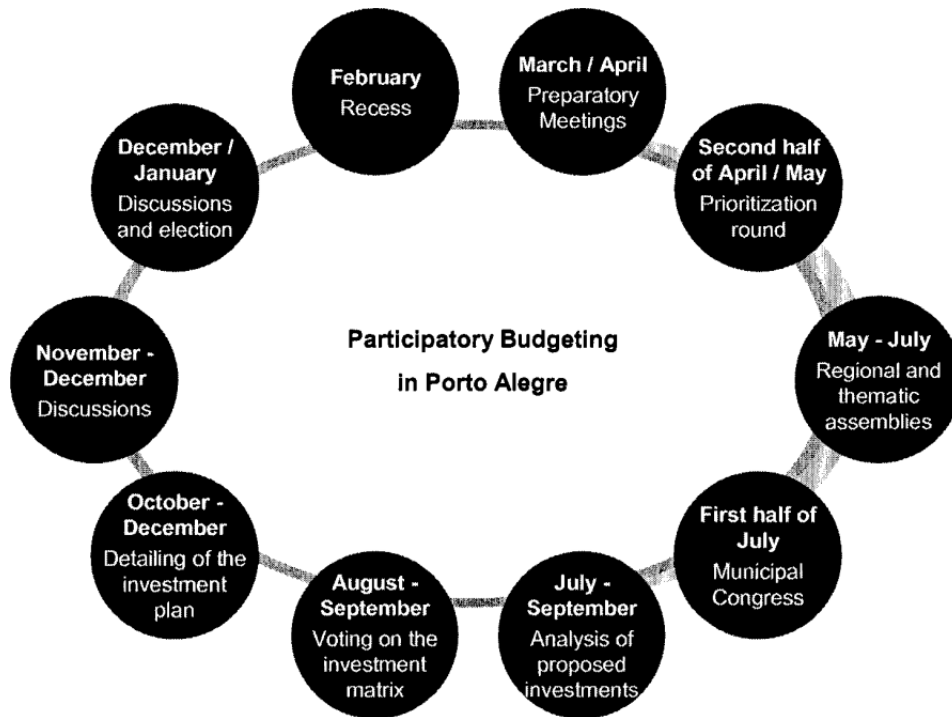 February
Recess
March / April
Preparatory
Meetings
Second half
of April / May
Prioritization
round
May - July
Regional and
thematic
assemblies
First half of
July
Municipal
Congress
July -
September
Analysis of
proposed
investments
August -
September
Voting on the
investment
matrix
October -
December
Detailing of the
investment
plan
November -
December
Discussions
December /
January
Discussions
and election
Participatory Budgeting
in Porto Alegre